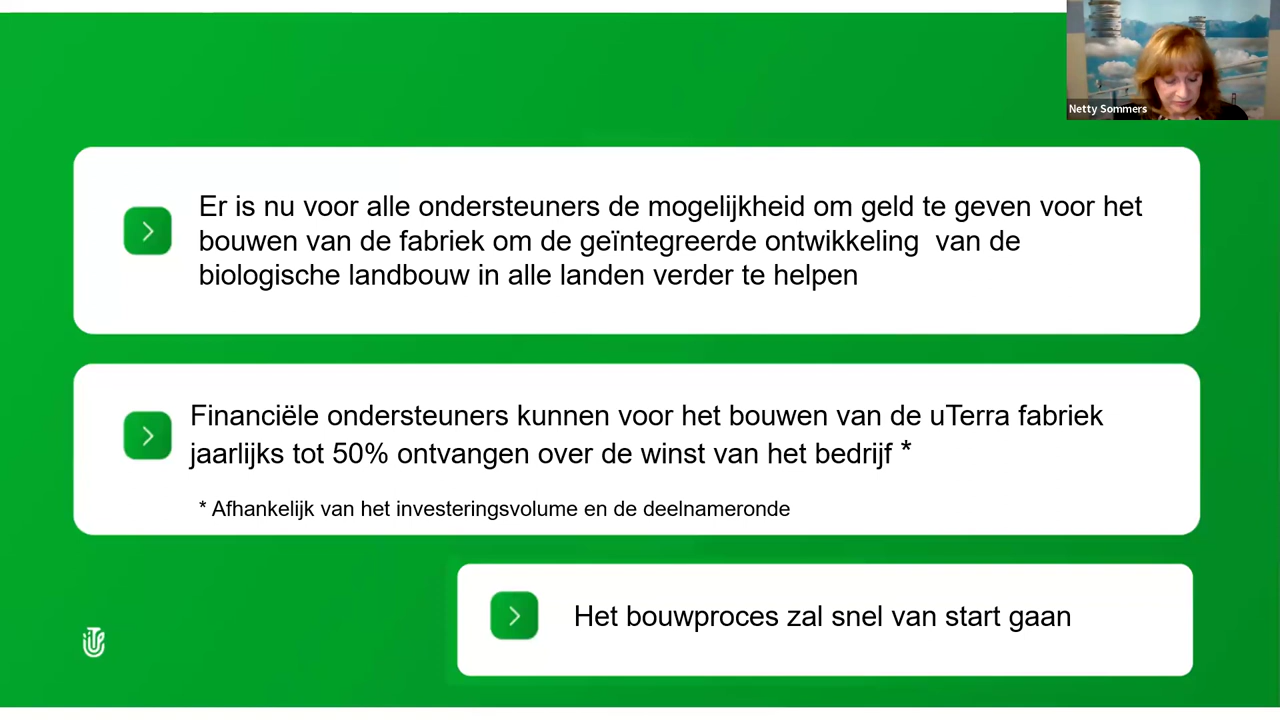 Netty Sommers
Er is nu voor alle ondersteuners de mogelijkheid om geld te geven voor het
bouwen van de fabriek om de geïntegreerde ontwikkeling van de
biologische landbouw in alle landen verder te helpen
Financiële ondersteuners kunnen voor het bouwen van de uTerra fabriek
jaarlijks tot 50% ontvangen over de winst van het bedrijf *
* Afhankelijk van het investeringsvolume en de deelnameronde
Het bouwproces zal snel van start gaan